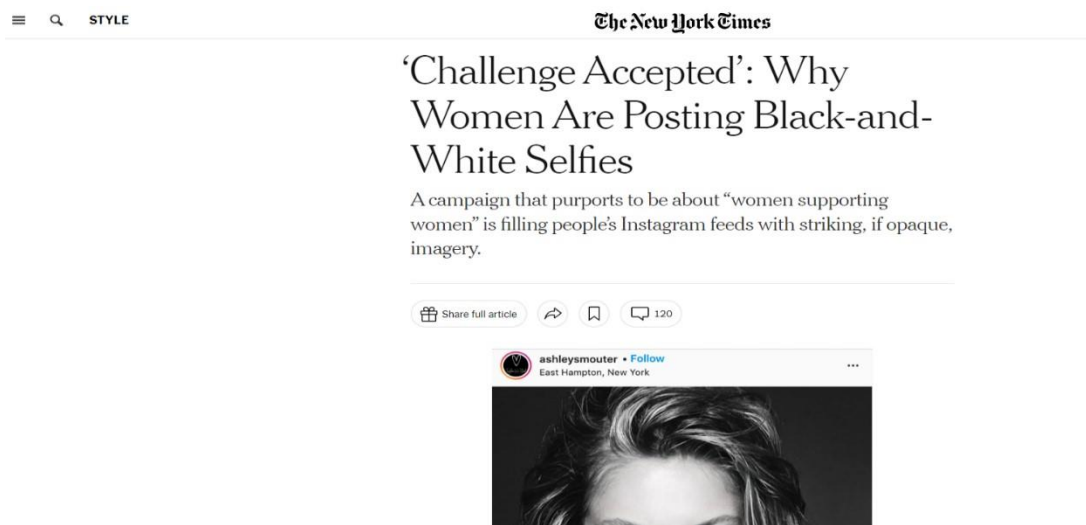 STYLE
The New York Times
‘Challenge Accepted’: Why
Women Are Posting Black-and-
White Selfies
A campaign that purports to be about “women supporting
women” is filling people’s Instagram feeds with striking, if opaque,
imagery.
Share full article
120
ashleysmouter • Follow
East Hampton, New York